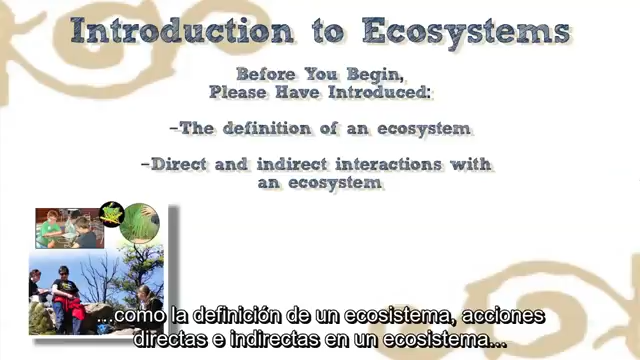 Introduction to Ecosystems
Before You Begin,
Please Have Introduced:
-The definition of an ecosystem
-Direct and indirect interactions with
an ecosystem
...como la definición de un ecosistema, acciones
directas e indirectas en un ecosistema...